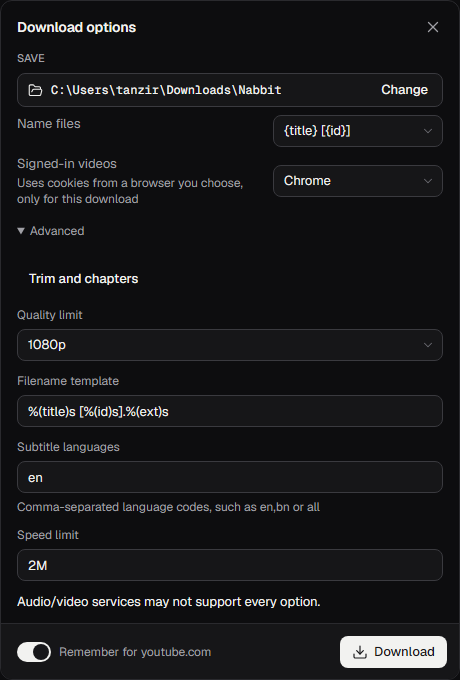 Download options
SAVE
C:\Users\tanzir\Downloads\Nabbit
Change
Name files
{title} [{id}]
Signed-in videos
Uses cookies from a browser you choose,
only for this download
Chrome
Advanced
Trim and chapters
Quality limit
1080p
Filename template
%(title)s [%(id)s].%(ext)s
Subtitle languages
en
Comma-separated language codes, such as en,bn or all
Speed limit
2M
Audio/video services may not support every option.
Remember for youtube.com
Download